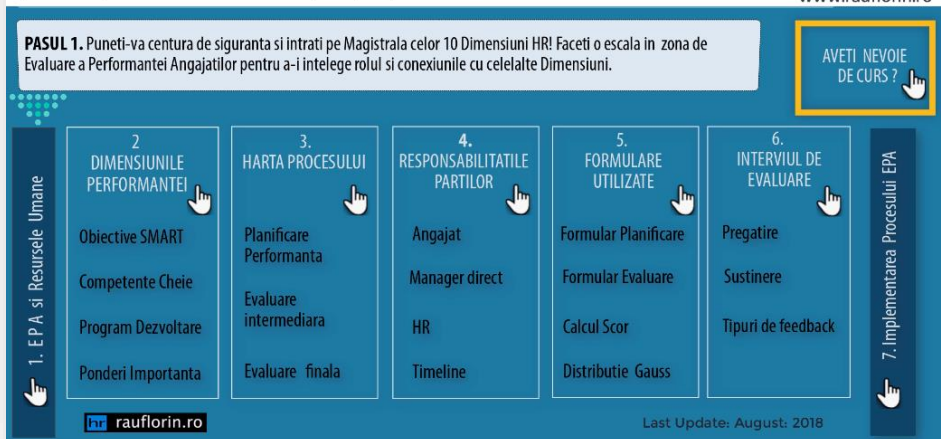 www.rauflorin.ro
PASUL 1. Puneti-va centura de siguranta si intrati pe Magistrala celor 10 Dimensiuni HR! Faceti o escala in zona de
Evaluare a Performantei Angajatilor pentru a-i intelege rolul si conexiunile cu celelalte Dimensiuni.
AVETI NEVOIE
DE CURS ?
1. E P A si Resursele Umane
2
DIMENSIUNILE
PERFORMANTEI
Obiective SMART
Competente Cheie
Program Dezvoltare
Ponderi Importanta
3.
HARTA PROCESULUI
Planificare
Performanta
Evaluare
intermediara
Evaluare finala
4.
RESPONSABILITATILE
PARTILOR
Angajat
Manager direct
HR
Timeline
5.
FORMULARE
UTILIZATE
Formular Planificare
Formular Evaluare
Calcul Scor
Distributie Gauss
6.
INTERVIUL DE
EVALUARE
Pregatire
Sustinere
Tipuri de feedback
7. Implementarea Procesului EPA
hr rauflorin.ro
Last Update: August: 2018